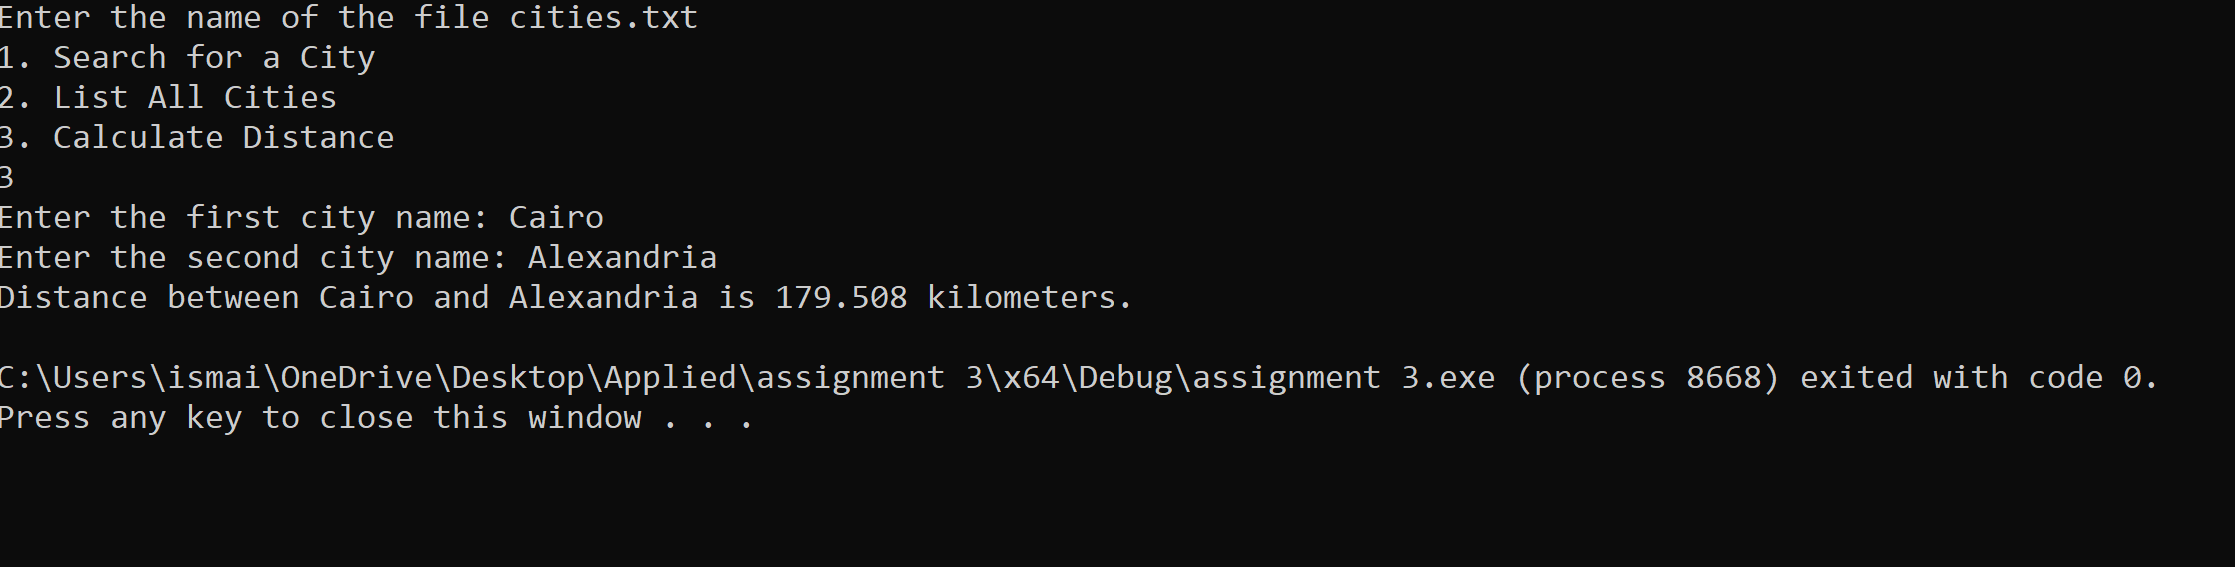 Enter the name of the file cities.txt
1. Search for a City
2. List All Cities
3. Calculate Distance
3
Enter the first city name: Cairo
Enter the second city name: Alexandria
Distance between Cairo and Alexandria is 179.508 kilometers.
C:\Users\ismai\OneDrive\Desktop\Applied\assignment 3\x64\Debug\assignment 3.exe (process 8668) exited with code 0.
Press any key to close this window . . .